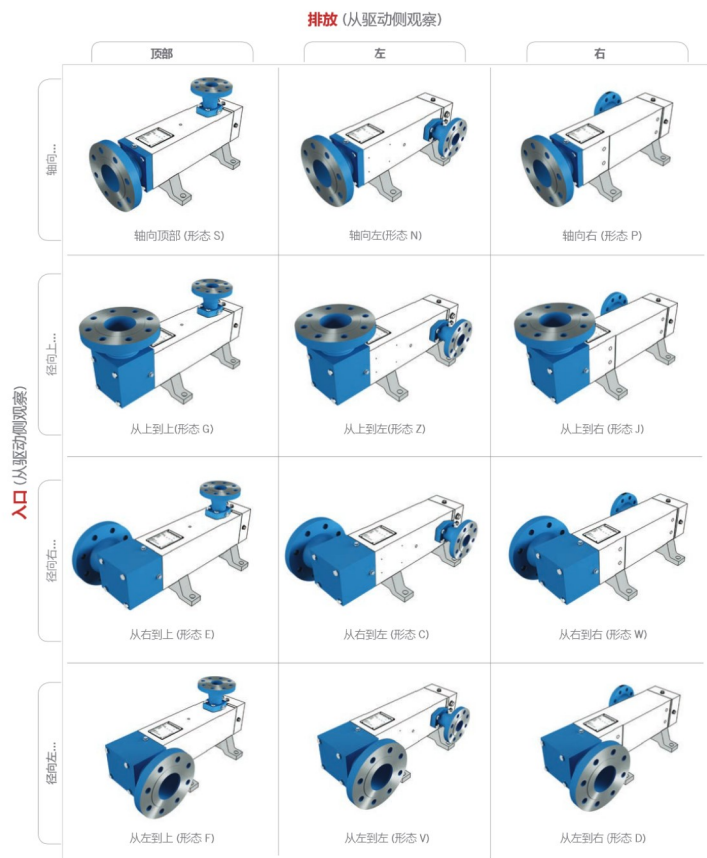 排放 (从驱动侧观察)
顶部
左
右
入口 (从驱动侧观察)
轴向...
轴向顶部 (形态 S)
轴向左(形态 N)
轴向右 (形态 P)
径向上...
从上到上(形态 G)
从上到左(形态 Z)
从上到右 (形态 J)
径向右...
从右到上 (形态 E)
从右到左 (形态 C)
从右到右 (形态 W)
径向左...
从左到上 (形态 F)
从左到左 (形态 V)
从左到右 (形态 D)